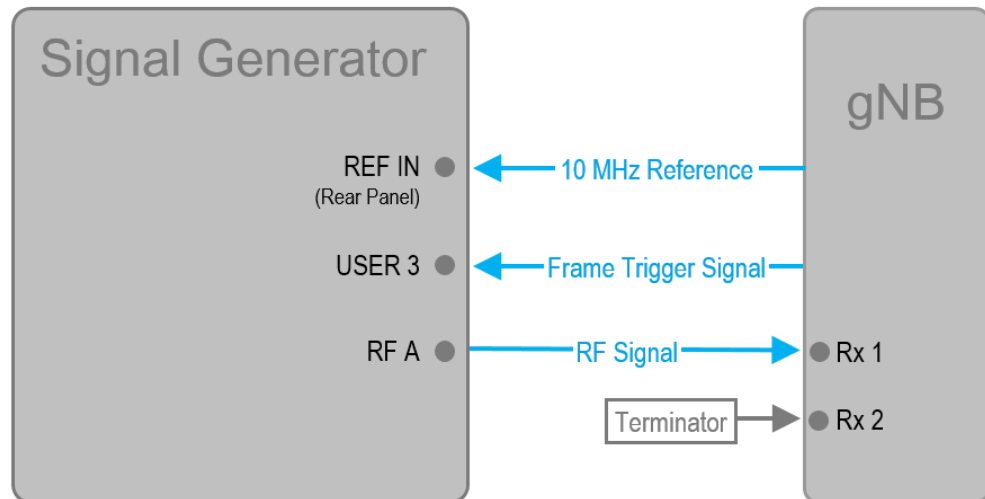 Signal Generator
gNB
REF IN
(Rear Panel)
10 MHz Reference
USER 3
Frame Trigger Signal
RF A
RF Signal
Rx 1
Terminator
Rx 2